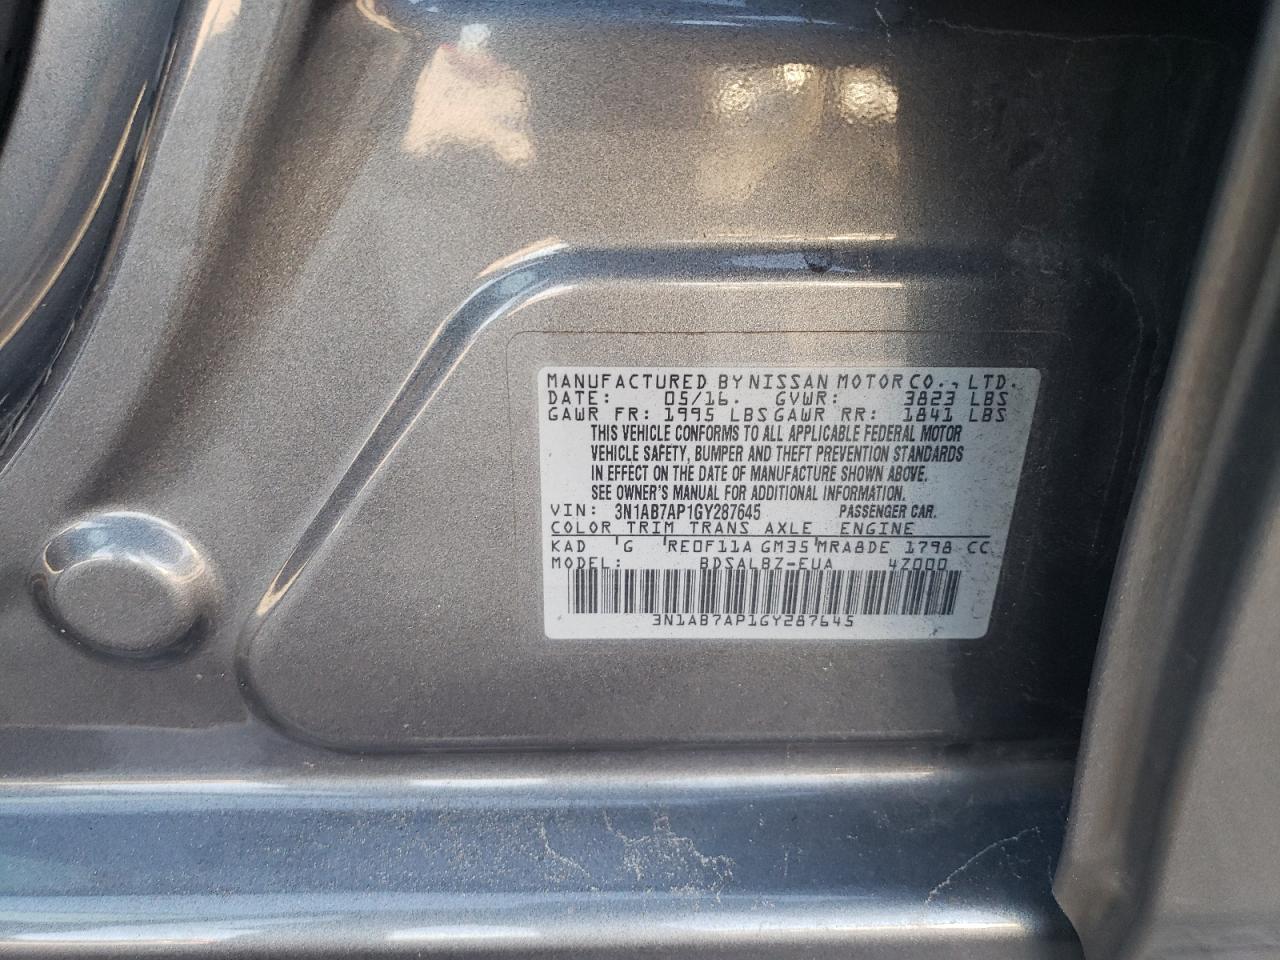 MANUFACTURED BY NISSAN MOTOR CO., LTD.
DATE: 05/16. GVWR: 3823 LBS
GAWR FR: 1995 LBS GAWR RR: 1841 LBS
THIS VEHICLE CONFORMS TO ALL APPLICABLE FEDERAL MOTOR
VEHICLE SAFETY, BUMPER AND THEFT PREVENTION STANDARDS
IN EFFECT ON THE DATE OF MANUFACTURE SHOWN ABOVE.
SEE OWNER'S MANUAL FOR ADDITIONAL INFORMATION.
VIN: 3N1AB7AP1GY287645 PASSENGER CAR.
COLOR TRIM TRANS AXLE ENGINE
KAD 'G RE0F11A GM35 MRA8DE 1798 CC
MODEL: BDSALBZ-EUA 4Z000
3N1AB7AP1GY287645